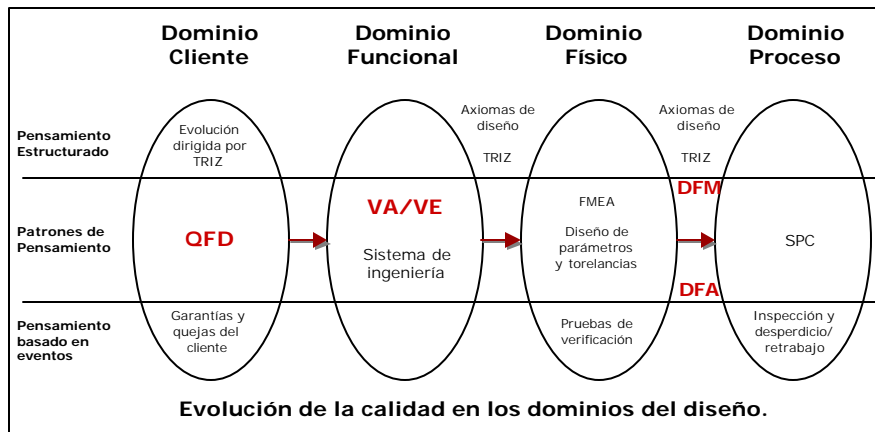 Dominio
Cliente
Dominio
Funcional
Dominio
Físico
Dominio
Proceso
Pensamiento
Estructurado
Evolución
dirigida por
TRIZ
Axiomas de
diseño
TRIZ
Axiomas de
diseño
TRIZ
Patrones de
Pensamiento
QFD
VA/VE
Sistema de
ingeniería
FMEA
Diseño de
parámetros
y torelancias
DFM
DFA
SPC
Pensamiento
basado en
eventos
Garantías y
quejas del
cliente
Pruebas de
verificación
Inspección y
desperdicio/
retrabajo
Evolución de la calidad en los dominios del diseño.